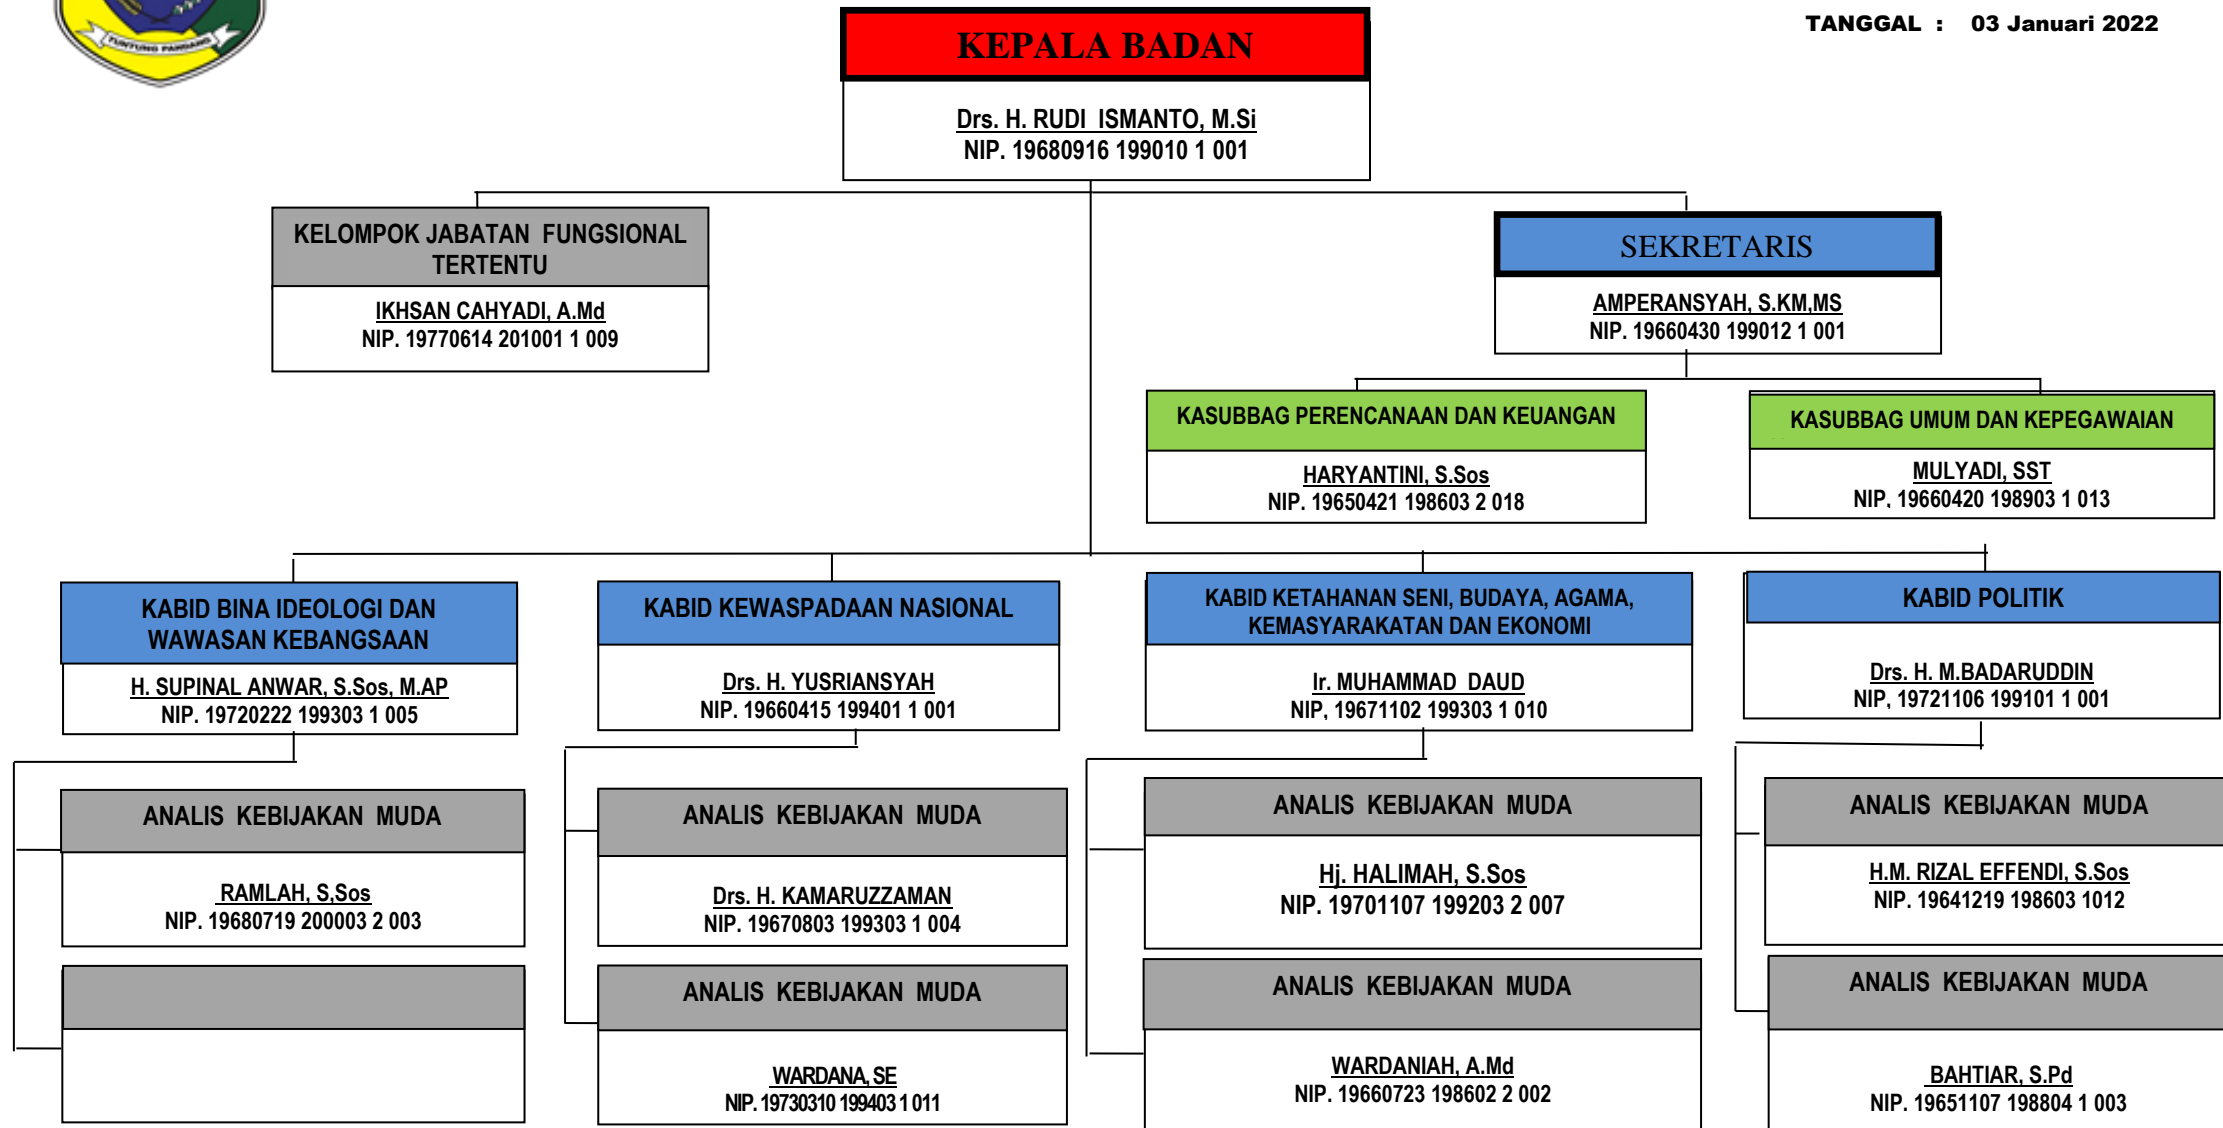 TUNTUNG PANDANG
TANGGAL : 03 Januari 2022
KEPALA BADAN
Drs. H. RUDI ISMANTO, M.Si
NIP. 19680916 199010 1 001
KELOMPOK JABATAN FUNGSIONAL
TERTENTU
IKHSAN CAHYADI, A.Md
NIP. 19770614 201001 1 009
SEKRETARIS
AMPERANSYAH, S.KM,MS
NIP. 19660430 199012 1 001
KASUBBAG PERENCANAAN DAN KEUANGAN
HARYANTINI, S.Sos
NIP. 19650421 198603 2 018
KASUBBAG UMUM DAN KEPEGAWAIAN
MULYADI, SST
NIP. 19660420 198903 1 013
KABID BINA IDEOLOGI DAN
WAWASAN KEBANGSAAN
H. SUPINAL ANWAR, S.Sos, M.AP
NIP. 19720222 199303 1 005
KABID KEWASPADAAN NASIONAL
Drs. H. YUSRIANSYAH
NIP. 19660415 199401 1 001
KABID KETAHANAN SENI, BUDAYA, AGAMA,
KEMASYARAKATAN DAN EKONOMI
Ir. MUHAMMAD DAUD
NIP, 19671102 199303 1 010
KABID POLITIK
Drs. H. M.BADARUDDIN
NIP, 19721106 199101 1 001
ANALIS KEBIJAKAN MUDA
RAMLAH, S,Sos
NIP. 19680719 200003 2 003
ANALIS KEBIJAKAN MUDA
Drs. H. KAMARUZZAMAN
NIP. 19670803 199303 1 004
ANALIS KEBIJAKAN MUDA
WARDANA, SE
NIP. 19730310 199403 1 011
ANALIS KEBIJAKAN MUDA
Hj. HALIMAH, S.Sos
NIP. 19701107 199203 2 007
ANALIS KEBIJAKAN MUDA
WARDANIAH, A.Md
NIP. 19660723 198602 2 002
ANALIS KEBIJAKAN MUDA
H.M. RIZAL EFFENDI, S.Sos
NIP. 19641219 198603 1012
ANALIS KEBIJAKAN MUDA
BAHTIAR, S.Pd
NIP. 19651107 198804 1 003